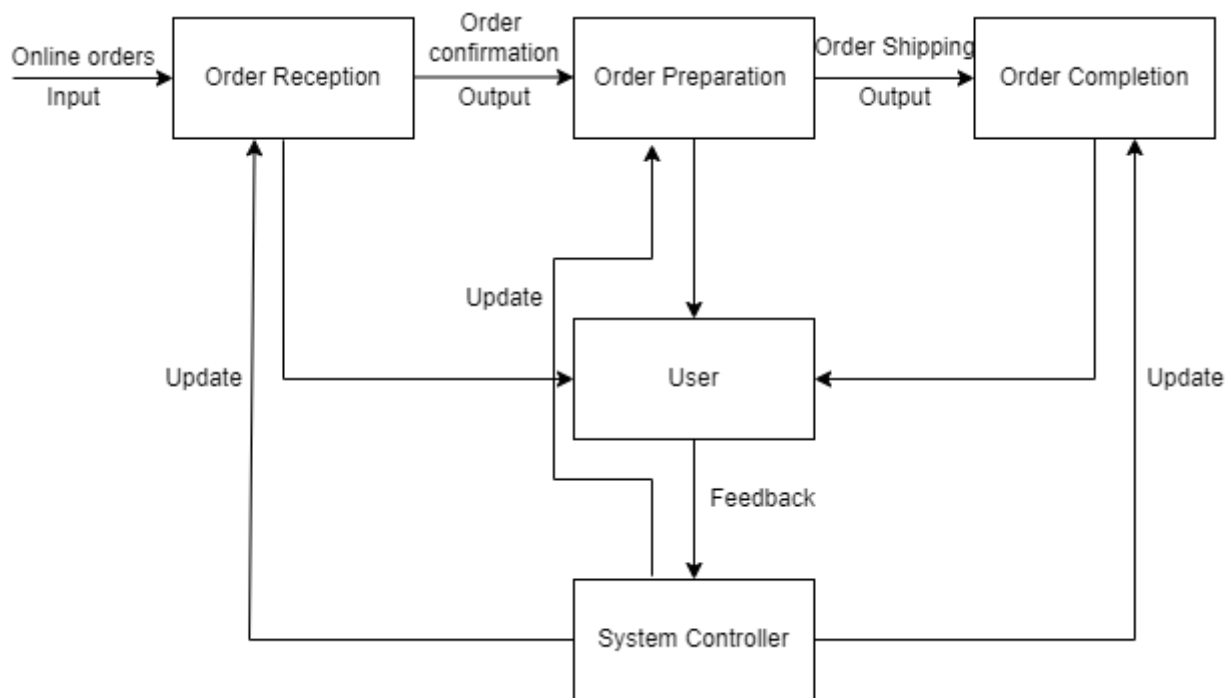 Online orders
Input
Order Reception
Order
confirmation
Output
Order Preparation
Order Shipping
Output
Order Completion
Update
Update
User
Update
Feedback
System Controller